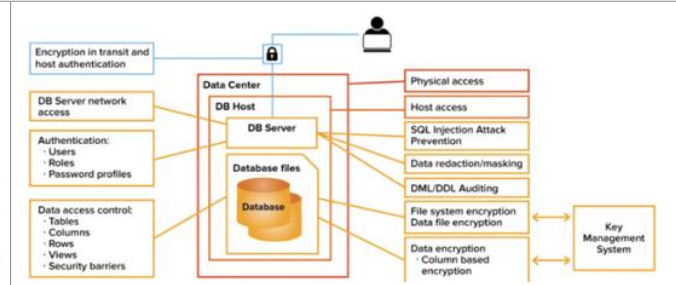 Encryption in transit and
host authentication
DB Server network
access
Authentication:
· Users
· Roles
· Password profiles
Data access control:
· Tables
· Columns
· Rows
· Views
· Security barriers
Data Center
DB Host
DB Server
Database files
Database
Physical access
Host access
SQL Injection Attack
Prevention
Data redaction/masking
DML/DDL Auditing
File system encryption
Data file encryption
Data encryption
· Column based
encryption
Key
Management
System